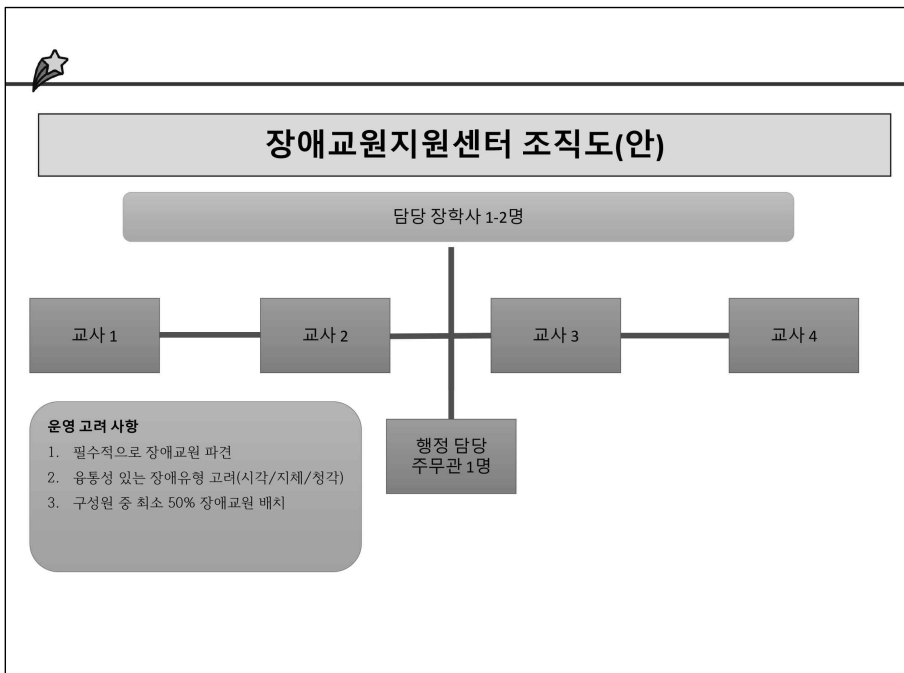 장애교원지원센터 조직도(안)
담당 장학사 1-2명
교사 1
교사 2
교사 3
교사 4
운영 고려 사항
1. 필수적으로 장애교원 파견
2. 융통성 있는 장애유형 고려(시각/지체/청각)
3. 구성원 중 최소 50% 장애교원 배치
행정 담당
주무관 1명